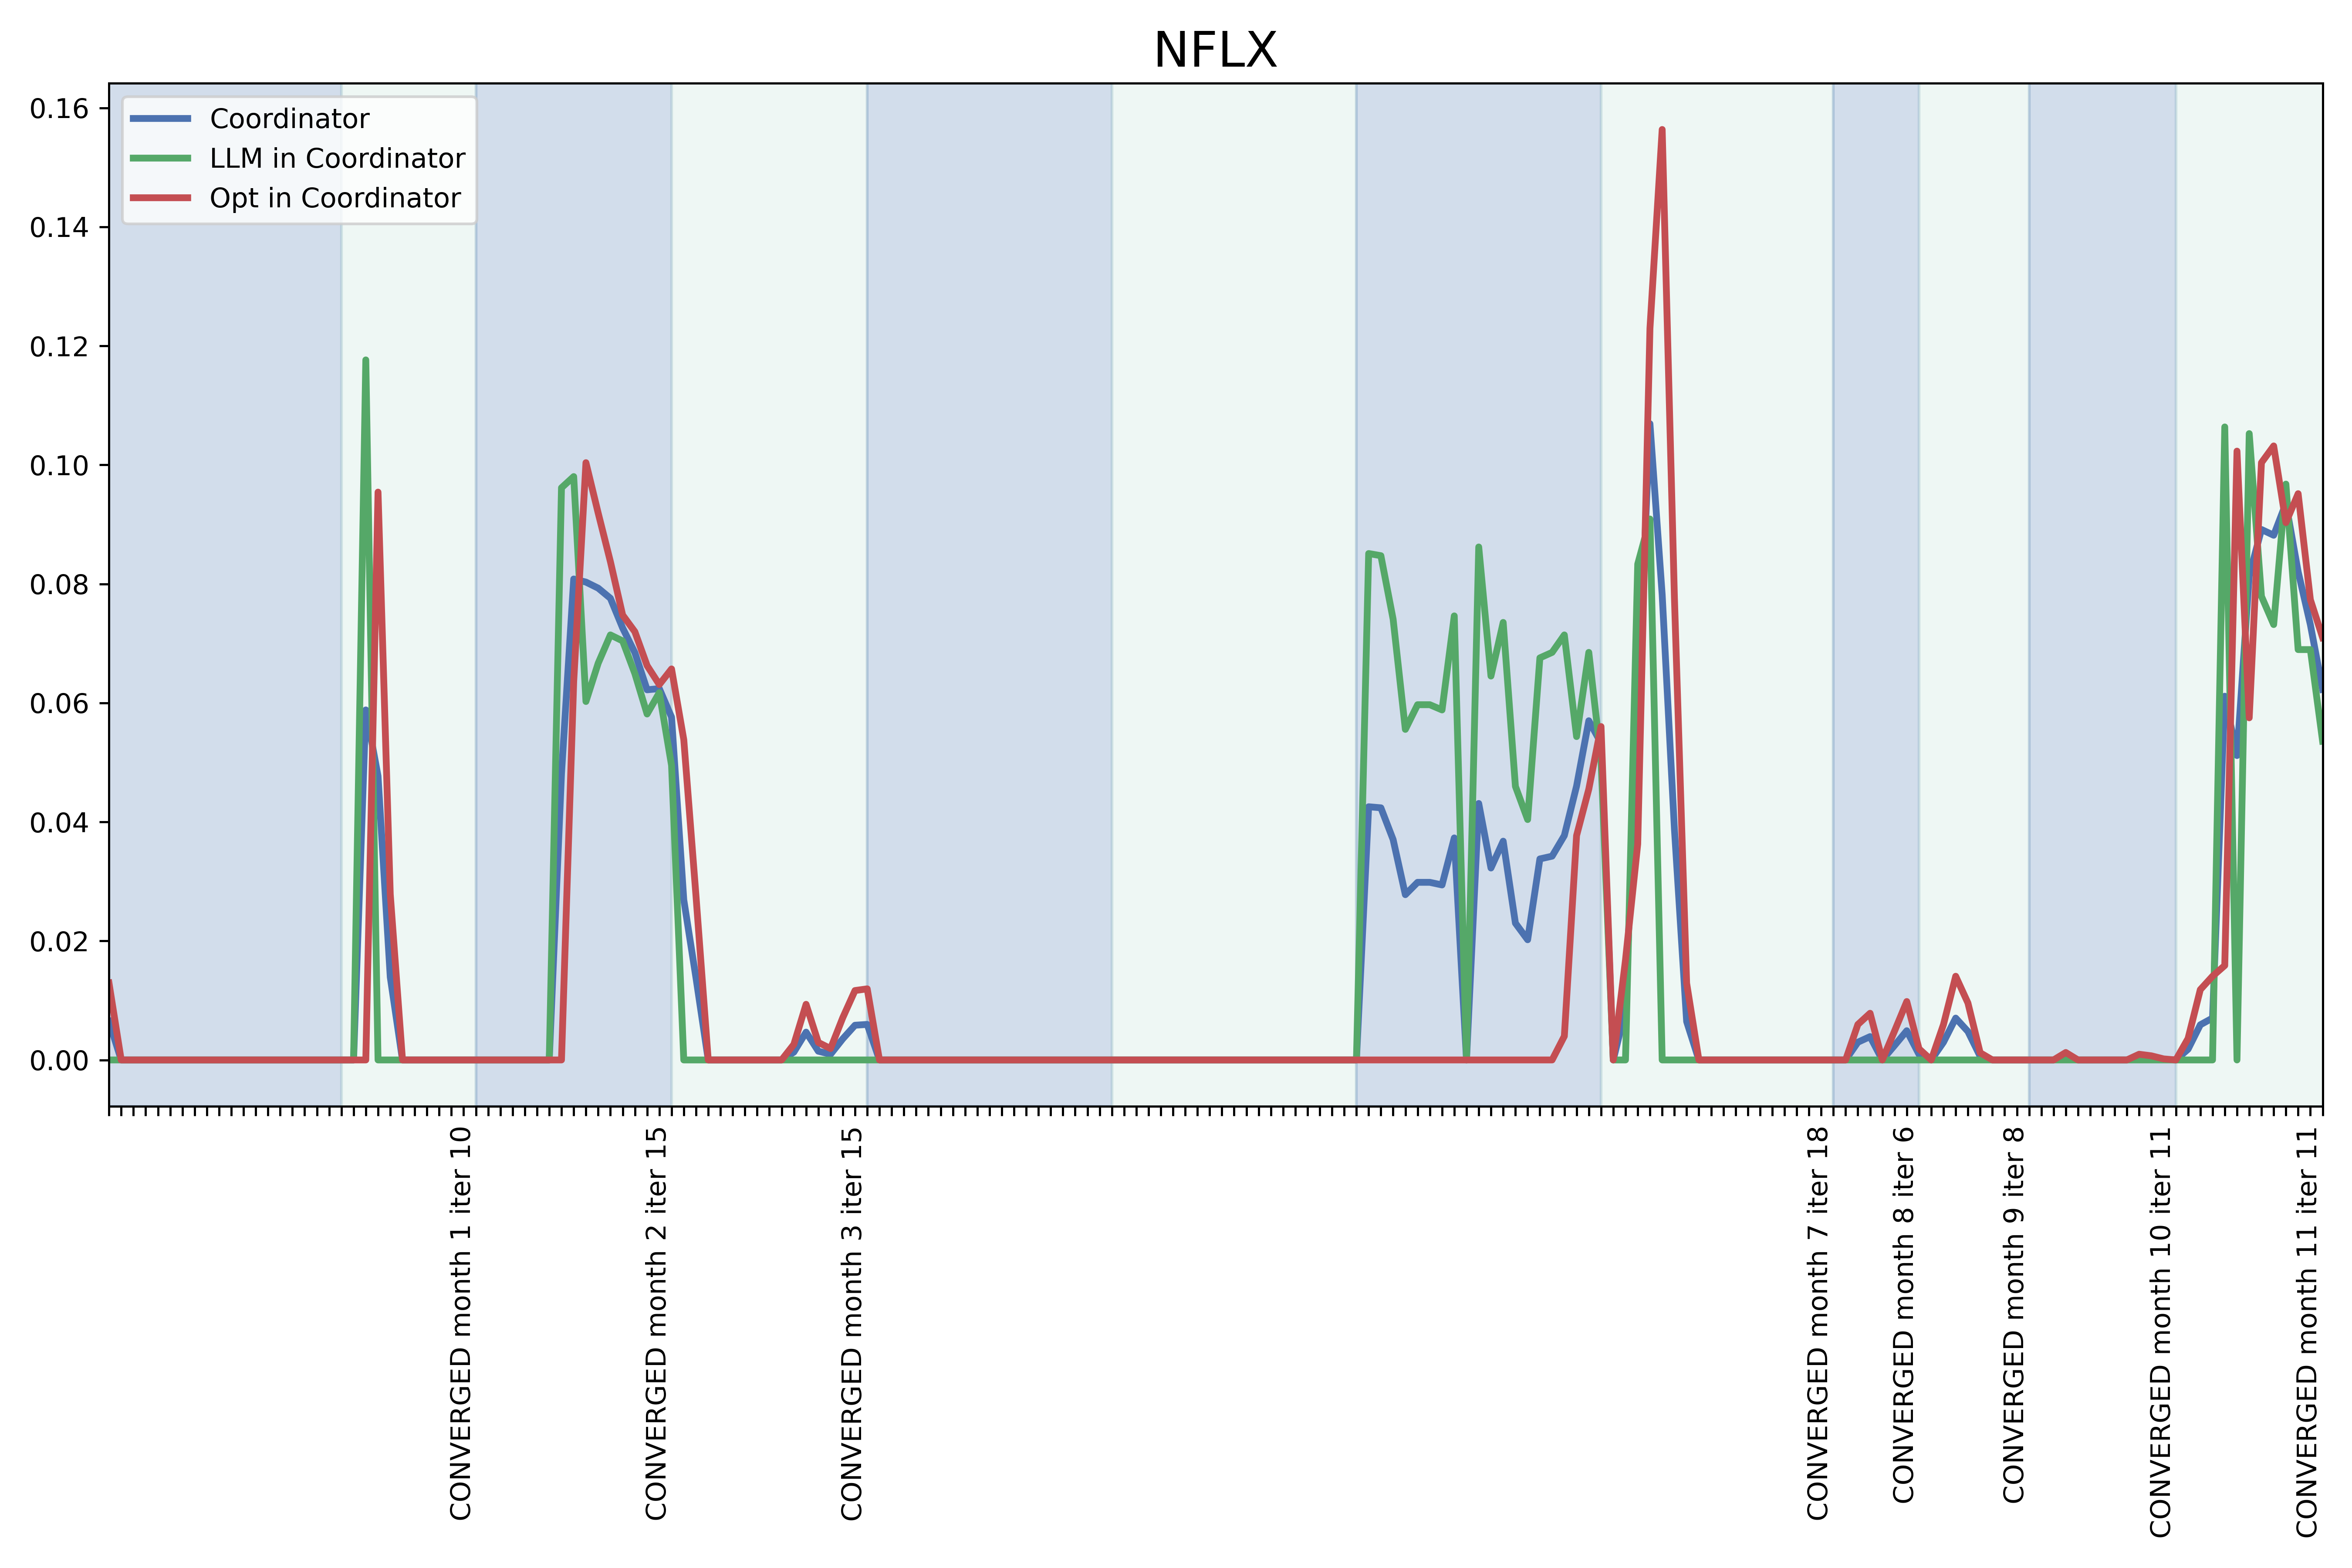 NFLX
Coordinator
LLM in Coordinator
Opt in Coordinator
0.16
0.14
0.12
0.10
0.08
0.06
0.04
0.02
0.00
CONVERGED month 1 iter 10
CONVERGED month 2 iter 15
CONVERGED month 3 iter 15
CONVERGED month 7 iter 18
CONVERGED month 8 iter 6
CONVERGED month 9 iter 8
CONVERGED month 10 iter 11
CONVERGED month 11 iter 11